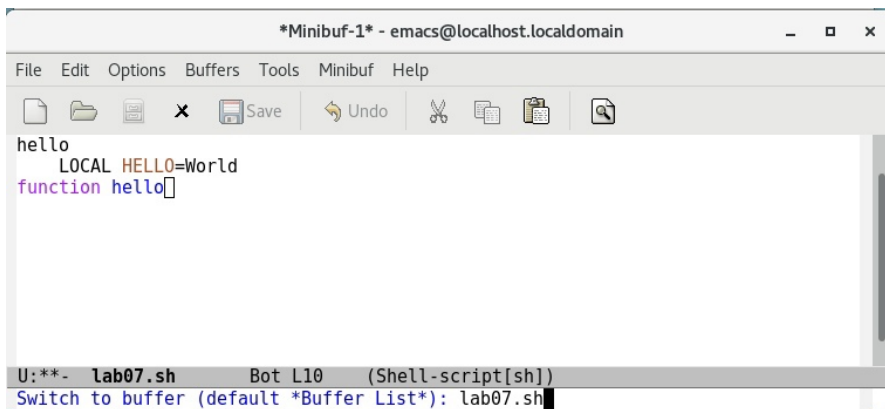 *Minibuf-1* - emacs@localhost.localdomain
File Edit Options Buffers Tools Minibuf Help
Save Undo
hello
    LOCAL HELLO=World
function hello
U:**-  lab07.sh       Bot L10    (Shell-script[sh])
Switch to buffer (default *Buffer List*): lab07.sh